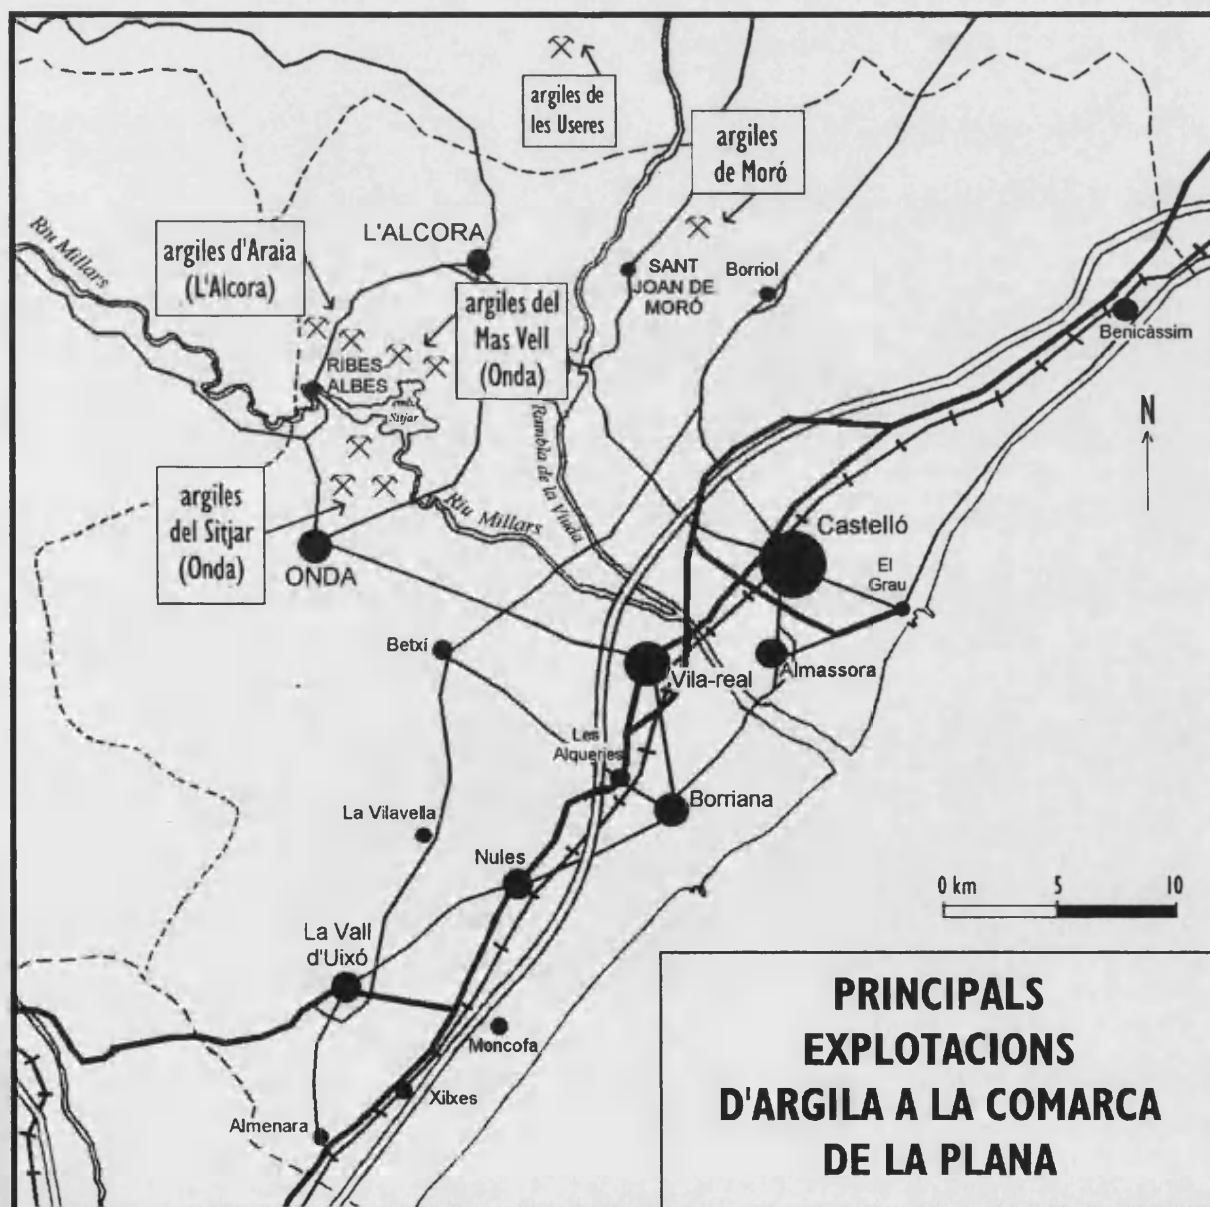 argiles de
les Useres
argiles
de Moró
Riu Millars
argiles d'Araia
(L'Alcora)
L'ALCORA
argiles del
Mas Vell
(Onda)
SANT
JOAN DE
MORÓ
Borriol
Benicàssim
RIBES-
ALBES
Sitjar
Rambla de la Viuda
N
argiles
del Sitjar
(Onda)
Riu Millars
ONDA
Castelló
El
Grau
Betxí
Vila-real
Almassora
Les
Alqueries
La Vilavella
Borriana
Nules
0 km 5 10
La Vall
d'Uixó
Moncofa
Xilxes
Almenara
PRINCIPALS
EXPLOTACIONS
D'ARGILA A LA COMARCA
DE LA PLANA